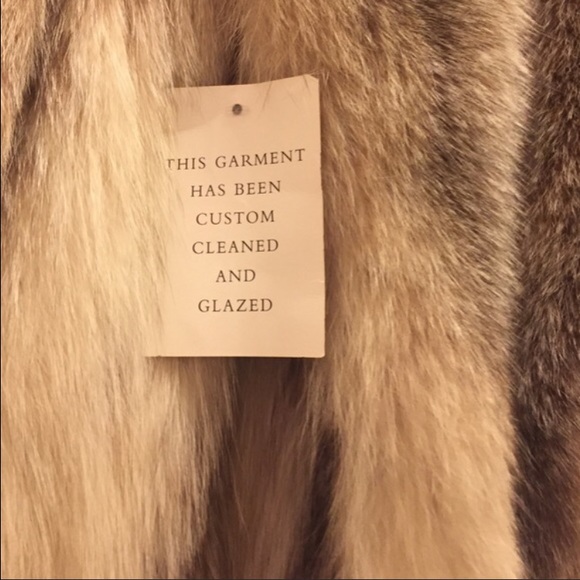 THIS GARMENT
HAS BEEN
CUSTOM
CLEANED
AND
GLAZED